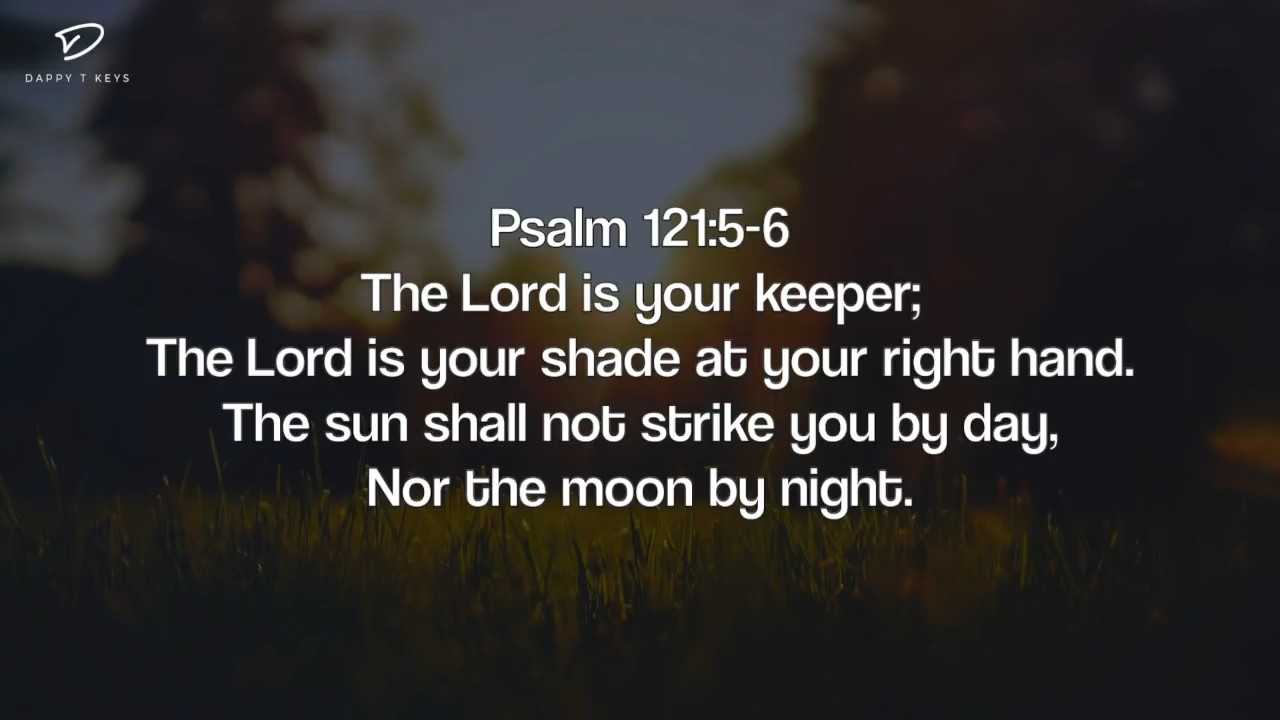 DAPPY T KEYS
Psalm 121:5-6
The Lord is your keeper;
The Lord is your shade at your right hand.
The sun shall not strike you by day,
Nor the moon by night.